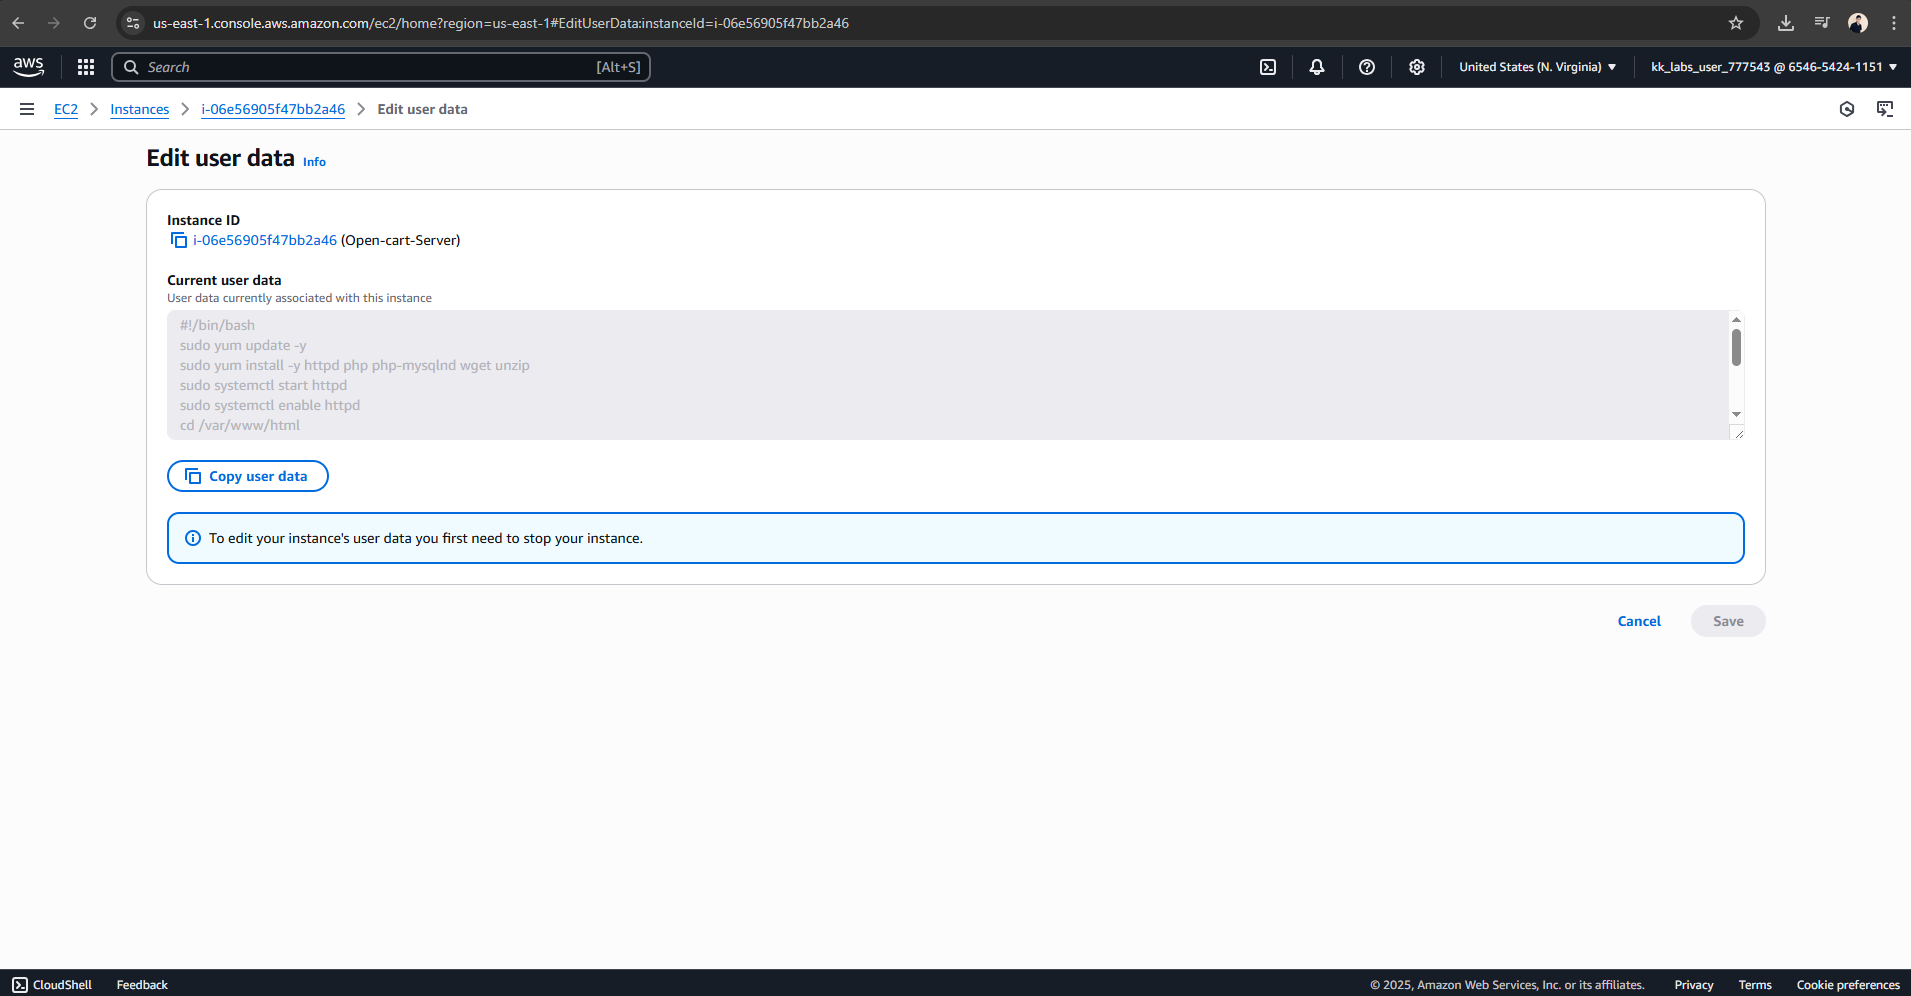 us-east-1.console.aws.amazon.com/ec2/home?region=us-east-1#EditUserData:instanceId=i-06e56905f47bb2a46
aws
Search [Alt+S]
United States (N. Virginia)
kk_labs_user_777543 @ 6546-5424-1151
EC2 Instances i-06e56905f47bb2a46 Edit user data
Edit user data Info
Instance ID
i-06e56905f47bb2a46 (Open-cart-Server)
Current user data
User data currently associated with this instance
#!/bin/bash
sudo yum update -y
sudo yum install -y httpd php php-mysqlnd wget unzip
sudo systemctl start httpd
sudo systemctl enable httpd
cd /var/www/html
Copy user data
To edit your instance's user data you first need to stop your instance.
Cancel Save
CloudShell Feedback © 2025, Amazon Web Services, Inc. or its affiliates. Privacy Terms Cookie preferences